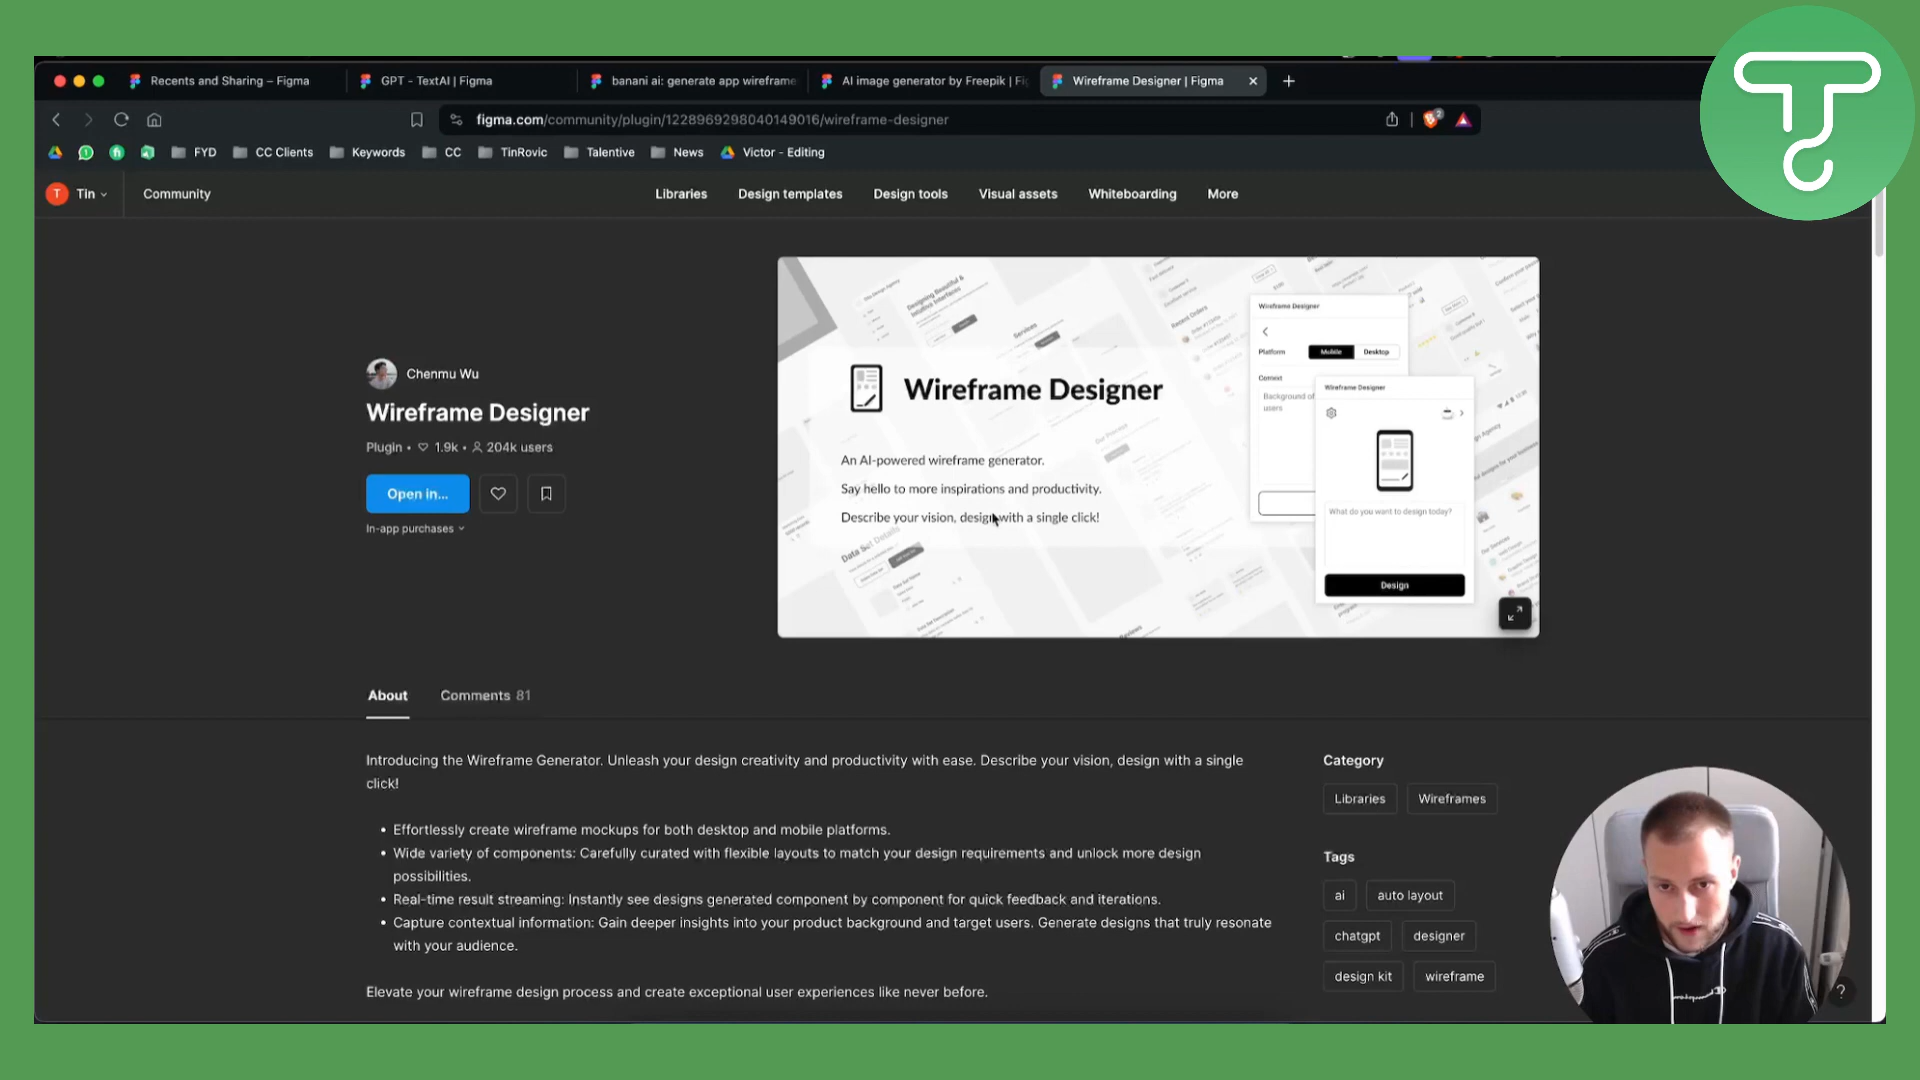 Recents and Sharing – Figma
GPT - TextAI | Figma
banani ai: generate app wireframe
AI image generator by Freepik | Fi
Wireframe Designer | Figma
figma.com/community/plugin/1228969298040149016/wireframe-designer
2
FYD
CC Clients
Keywords
CC
TinRovic
Talentive
News
Victor - Editing
T
Tin
Community
Libraries
Design templates
Design tools
Visual assets
Whiteboarding
More
Chenmu Wu
Wireframe Designer
Plugin • 1.9k • 204k users
Open in...
In-app purchases
Wireframe Designer
An AI-powered wireframe generator.
Say hello to more inspirations and productivity.
Describe your vision, design with a single click!
Wireframe Designer
Platform
Mobile
Desktop
Context
Background of
users
Wireframe Designer
What do you want to design today?
Design
Services
Recent Orders
Data Set Details
About
Comments 81
Introducing the Wireframe Generator. Unleash your design creativity and productivity with ease. Describe your vision, design with a single
click!
• Effortlessly create wireframe mockups for both desktop and mobile platforms.
• Wide variety of components: Carefully curated with flexible layouts to match your design requirements and unlock more design
possibilities.
• Real-time result streaming: Instantly see designs generated component by component for quick feedback and iterations.
• Capture contextual information: Gain deeper insights into your product background and target users. Generate designs that truly resonate
with your audience.
Elevate your wireframe design process and create exceptional user experiences like never before.
Category
Libraries
Wireframes
Tags
ai
auto layout
chatgpt
designer
design kit
wireframe
?